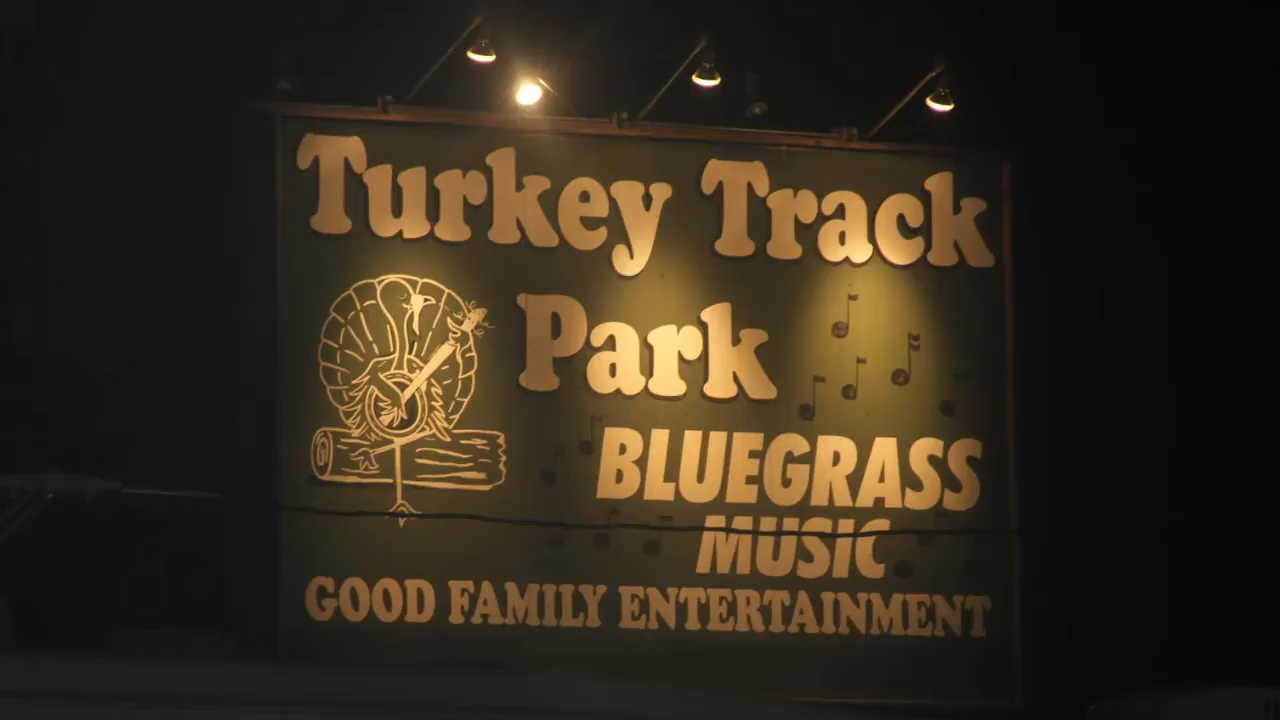 Turkey Track
Park
BLUEGRASS
MUSIC
GOOD FAMILY ENTERTAINMENT